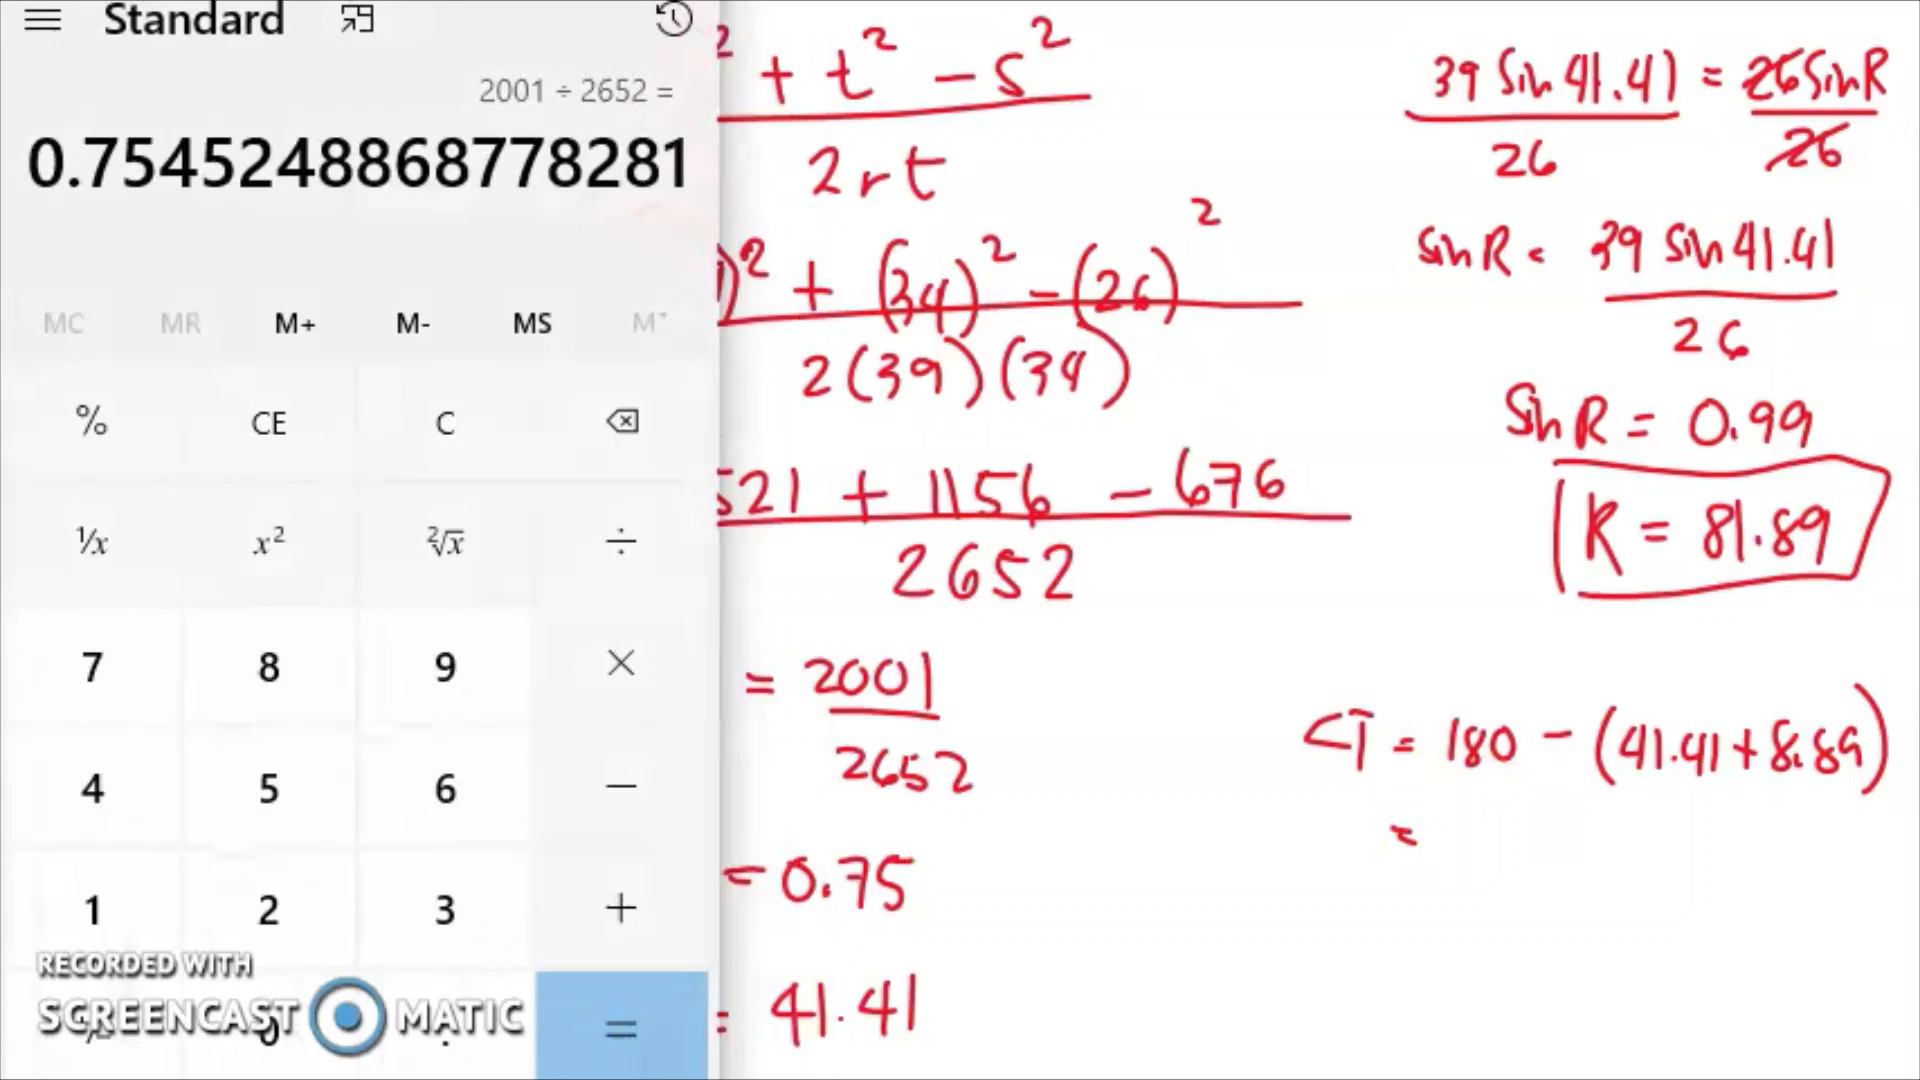 Standard
2001 ÷ 2652 =
0.7545248868778281
MC MR M+ M- MS M˅
% CE C
¹/x x² ²√x ÷
7 8 9 ×
4 5 6 −
1 2 3 +
0 . =
RECORDED WITH
SCREENCAST MATIC
² + t² − s²
2rt
)² + (34)² − (26)²
2(39)(34)
521 + 1156 − 676
2652
= 2001
2652
= 0.75
= 41.41
39 Sin 41.41 = 26 Sin R
26 26
Sin R = 39 Sin 41.41
26
Sin R = 0.99
R = 81.89
<T = 180 − (41.41 + 8.89)
=